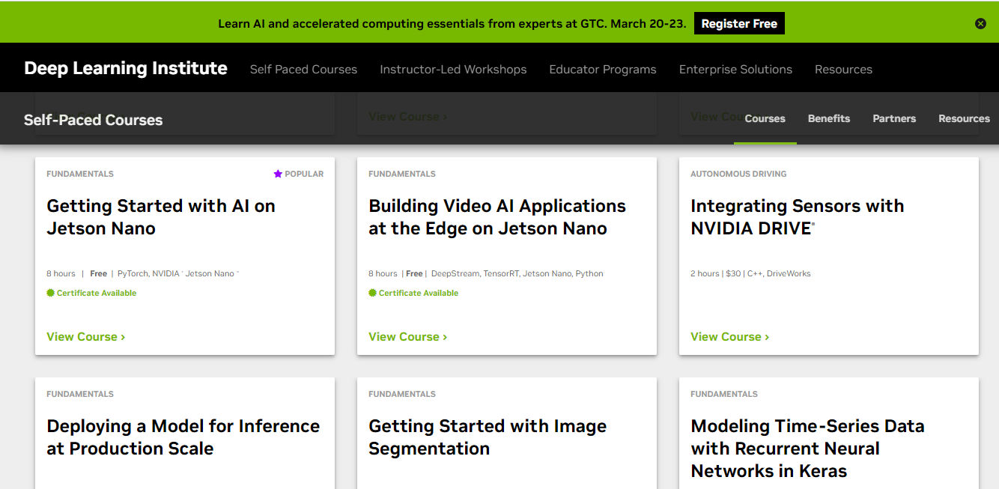 Learn AI and accelerated computing essentials from experts at GTC. March 20-23. Register Free
Deep Learning Institute Self Paced Courses Instructor-Led Workshops Educator Programs Enterprise Solutions Resources
View Course › View Course
Self-Paced Courses Courses Benefits Partners Resources
FUNDAMENTALS POPULAR
Getting Started with AI on
Jetson Nano
8 hours | Free | PyTorch, NVIDIA Jetson Nano
Certificate Available
View Course ›
FUNDAMENTALS
Building Video AI Applications
at the Edge on Jetson Nano
8 hours | Free | DeepStream, TensorRT, Jetson Nano, Python
Certificate Available
View Course ›
AUTONOMOUS DRIVING
Integrating Sensors with
NVIDIA DRIVE®
2 hours | $30 | C++, DriveWorks
View Course ›
FUNDAMENTALS
Deploying a Model for Inference
at Production Scale
FUNDAMENTALS
Getting Started with Image
Segmentation
FUNDAMENTALS
Modeling Time-Series Data
with Recurrent Neural
Networks in Keras